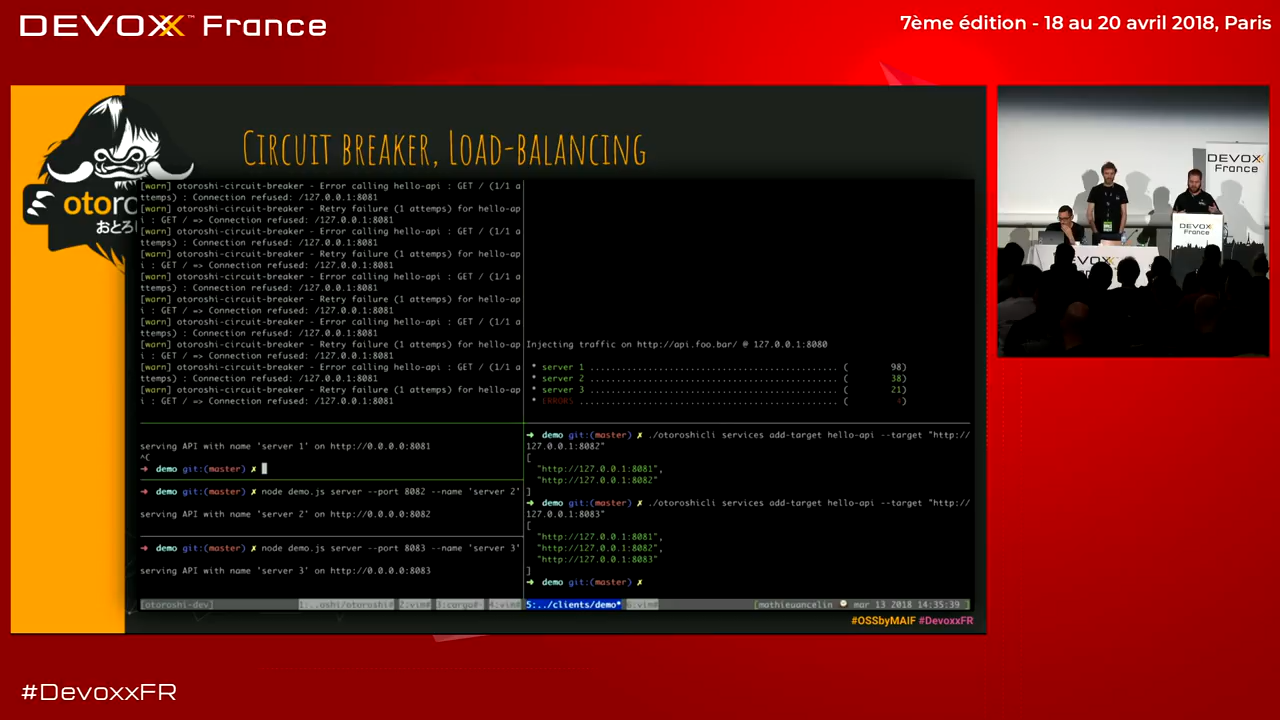 DEVOXX™ France
7ème édition - 18 au 20 avril 2018, Paris
CIRCUIT BREAKER, LOAD-BALANCING
otoro
おとろ
[warn] otoroshi-circuit-breaker - Error calling hello-api : GET / (1/1 a
ttemps) : Connection refused: /127.0.0.1:8081
[warn] otoroshi-circuit-breaker - Retry failure (1 attemps) for hello-ap
i : GET / => Connection refused: /127.0.0.1:8081
[warn] otoroshi-circuit-breaker - Error calling hello-api : GET / (1/1 a
ttemps) : Connection refused: /127.0.0.1:8081
[warn] otoroshi-circuit-breaker - Retry failure (1 attemps) for hello-ap
i : GET / => Connection refused: /127.0.0.1:8081
[warn] otoroshi-circuit-breaker - Error calling hello-api : GET / (1/1 a
ttemps) : Connection refused: /127.0.0.1:8081
[warn] otoroshi-circuit-breaker - Retry failure (1 attemps) for hello-ap
i : GET / => Connection refused: /127.0.0.1:8081
[warn] otoroshi-circuit-breaker - Error calling hello-api : GET / (1/1 a
ttemps) : Connection refused: /127.0.0.1:8081
[warn] otoroshi-circuit-breaker - Retry failure (1 attemps) for hello-ap
i : GET / => Connection refused: /127.0.0.1:8081
[warn] otoroshi-circuit-breaker - Error calling hello-api : GET / (1/1 a
ttemps) : Connection refused: /127.0.0.1:8081
[warn] otoroshi-circuit-breaker - Retry failure (1 attemps) for hello-ap
i : GET / => Connection refused: /127.0.0.1:8081
Injecting traffic on http://api.foo.bar/ @ 127.0.0.1:8080
* server 1 ............................................... ( 98)
* server 2 ............................................... ( 38)
* server 3 ............................................... ( 21)
* ERRORS ............................................... ( 4)
serving API with name 'server 1' on http://0.0.0.0:8081
^C
➜ demo git:(master) ✗
➜ demo git:(master) ✗ node demo.js server --port 8082 --name 'server 2'
serving API with name 'server 2' on http://0.0.0.0:8082
➜ demo git:(master) ✗ node demo.js server --port 8083 --name 'server 3'
serving API with name 'server 3' on http://0.0.0.0:8083
➜ demo git:(master) ✗ ./otoroshicli services add-target hello-api --target "http://
127.0.0.1:8082"
[
"http://127.0.0.1:8081",
"http://127.0.0.1:8082"
]
➜ demo git:(master) ✗ ./otoroshicli services add-target hello-api --target "http://
127.0.0.1:8083"
[
"http://127.0.0.1:8081",
"http://127.0.0.1:8082",
"http://127.0.0.1:8083"
]
➜ demo git:(master) ✗
[otoroshi-dev] 1:..oshi/otoroshi# 2:vim# 3:cargo# 4:vim# 5:../clients/demo* 6:vim# [mathieuancelin mar 13 2018 14:35:39
#OSSbyMAIF #DevoxxFR
DEVOXX
France
DEVOXX
France
DEVOXX
#DevoxxFR